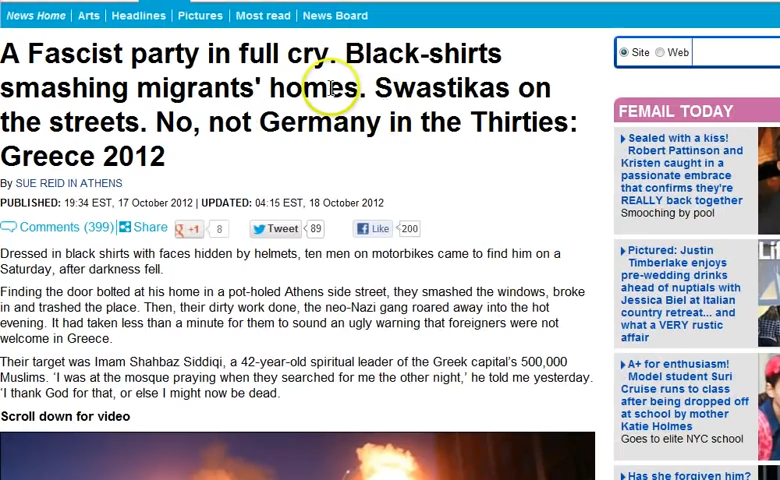 News Home | Arts | Headlines | Pictures | Most read | News Board
A Fascist party in full cry. Black-shirts
smashing migrants' homes. Swastikas on
the streets. No, not Germany in the Thirties:
Greece 2012
By SUE REID IN ATHENS
PUBLISHED: 19:34 EST, 17 October 2012 | UPDATED: 04:15 EST, 18 October 2012
Comments (399) Share +1 8 Tweet 89 Like 200
Dressed in black shirts with faces hidden by helmets, ten men on motorbikes came to find him on a
Saturday, after darkness fell.
Finding the door bolted at his home in a pot-holed Athens side street, they smashed the windows, broke
in and trashed the place. Then, their dirty work done, the neo-Nazi gang roared away into the hot
evening. It had taken less than a minute for them to sound an ugly warning that foreigners were not
welcome in Greece.
Their target was Imam Shahbaz Siddiqi, a 42-year-old spiritual leader of the Greek capital's 500,000
Muslims. 'I was at the mosque praying when they searched for me the other night,' he told me yesterday.
'I thank God for that, or else I might now be dead.
Scroll down for video
Site Web
FEMAIL TODAY
Sealed with a kiss!
Robert Pattinson and
Kristen caught in a
passionate embrace
that confirms they're
REALLY back together
Smooching by pool
Pictured: Justin
Timberlake enjoys
pre-wedding drinks
ahead of nuptials with
Jessica Biel at Italian
country retreat... and
what a VERY rustic
affair
A+ for enthusiasm!
Model student Suri
Cruise runs to class
after being dropped off
at school by mother
Katie Holmes
Goes to elite NYC school
Has she forgiven him?